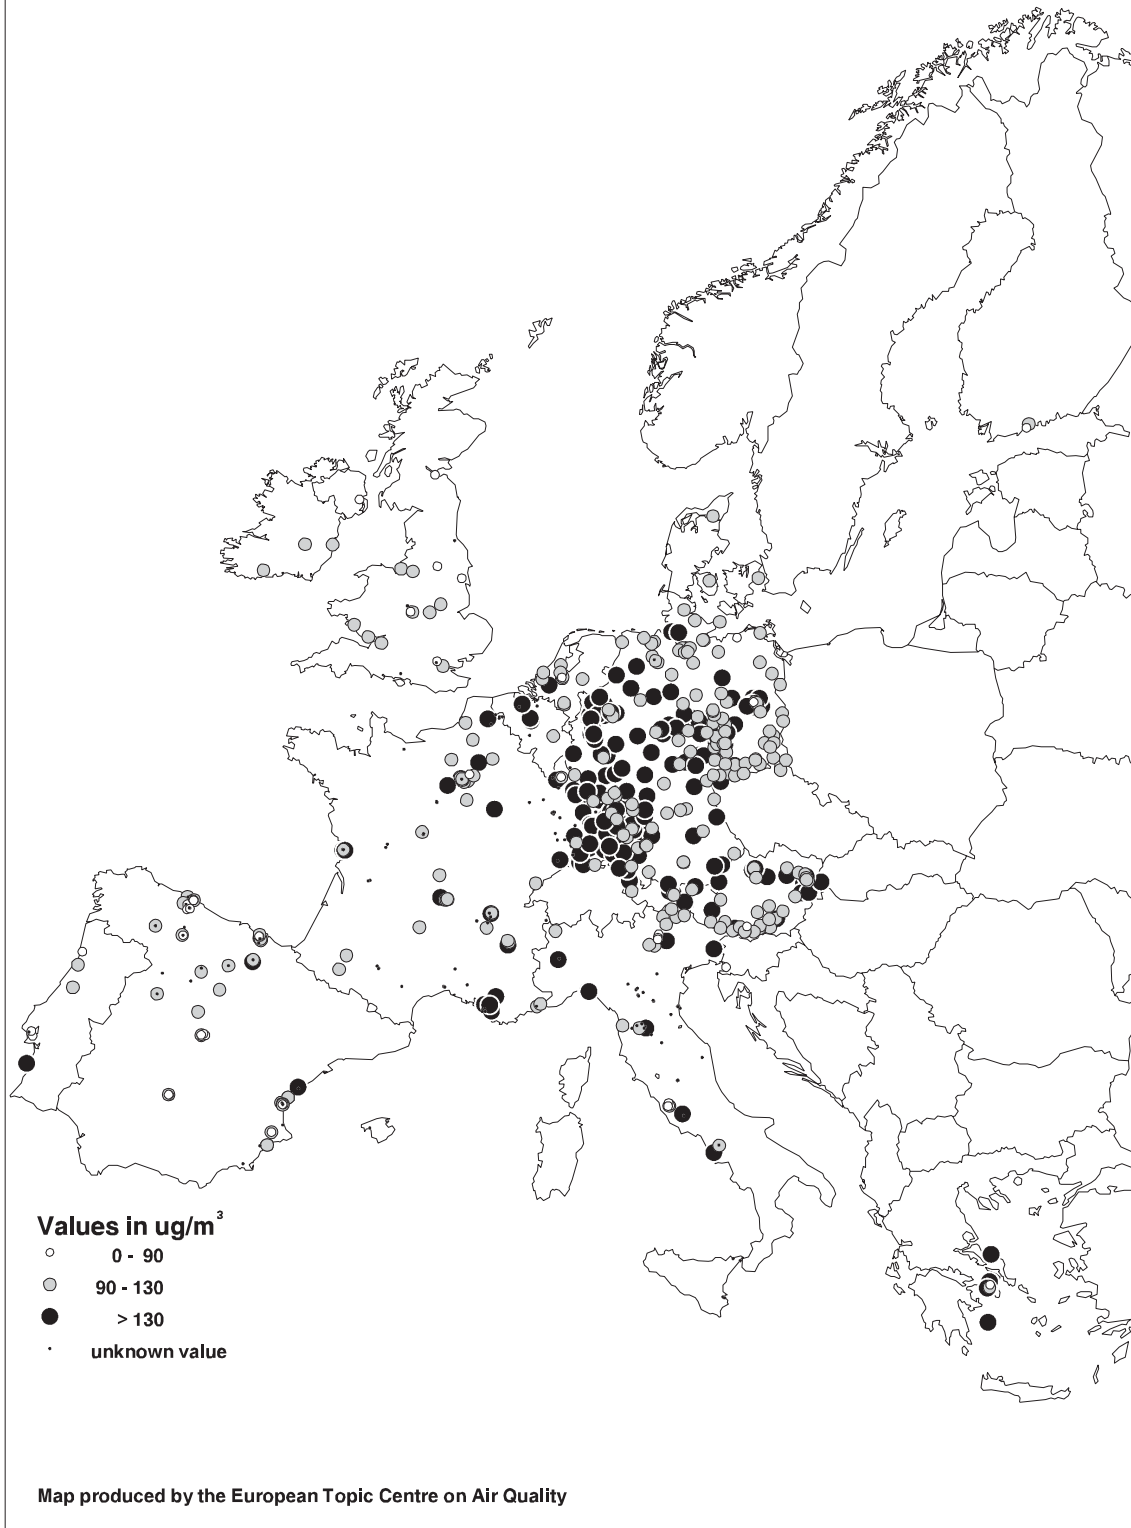 Values in ug/m³
0 - 90
90 - 130
> 130
unknown value
Map produced by the European Topic Centre on Air Quality